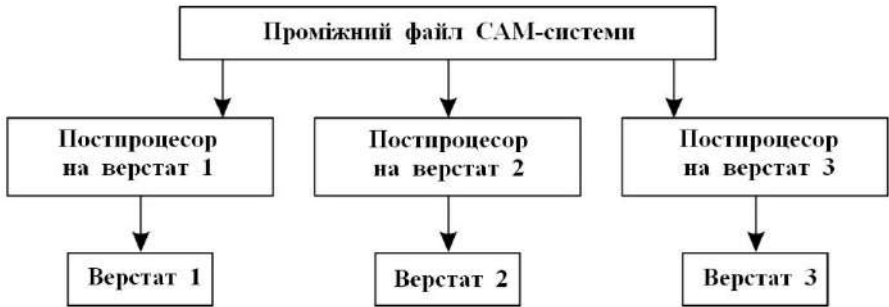 Проміжний файл САМ-системи
Постпроцесор
на верстат 1
Постпроцесор
на верстат 2
Постпроцесор
на верстат 3
Верстат 1
Верстат 2
Верстат 3